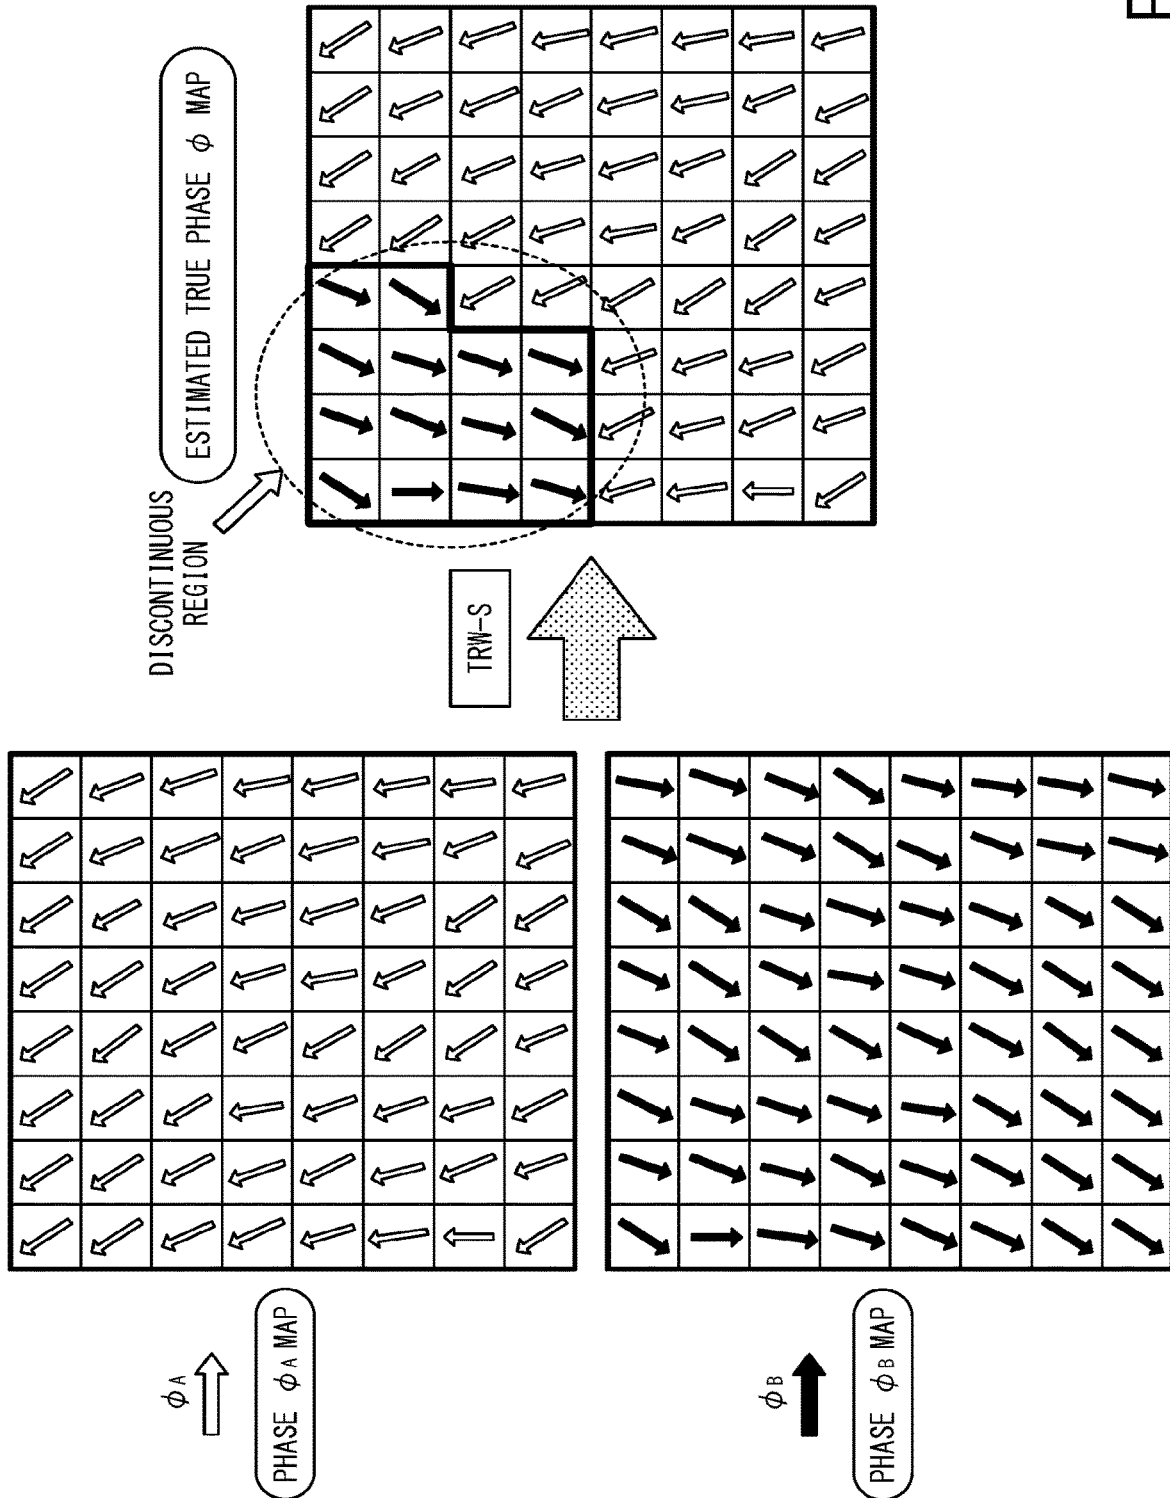 φA
PHASE φA MAP
φB
PHASE φB MAP
TRW-S
DISCONTINUOUS
REGION
ESTIMATED TRUE PHASE φ MAP